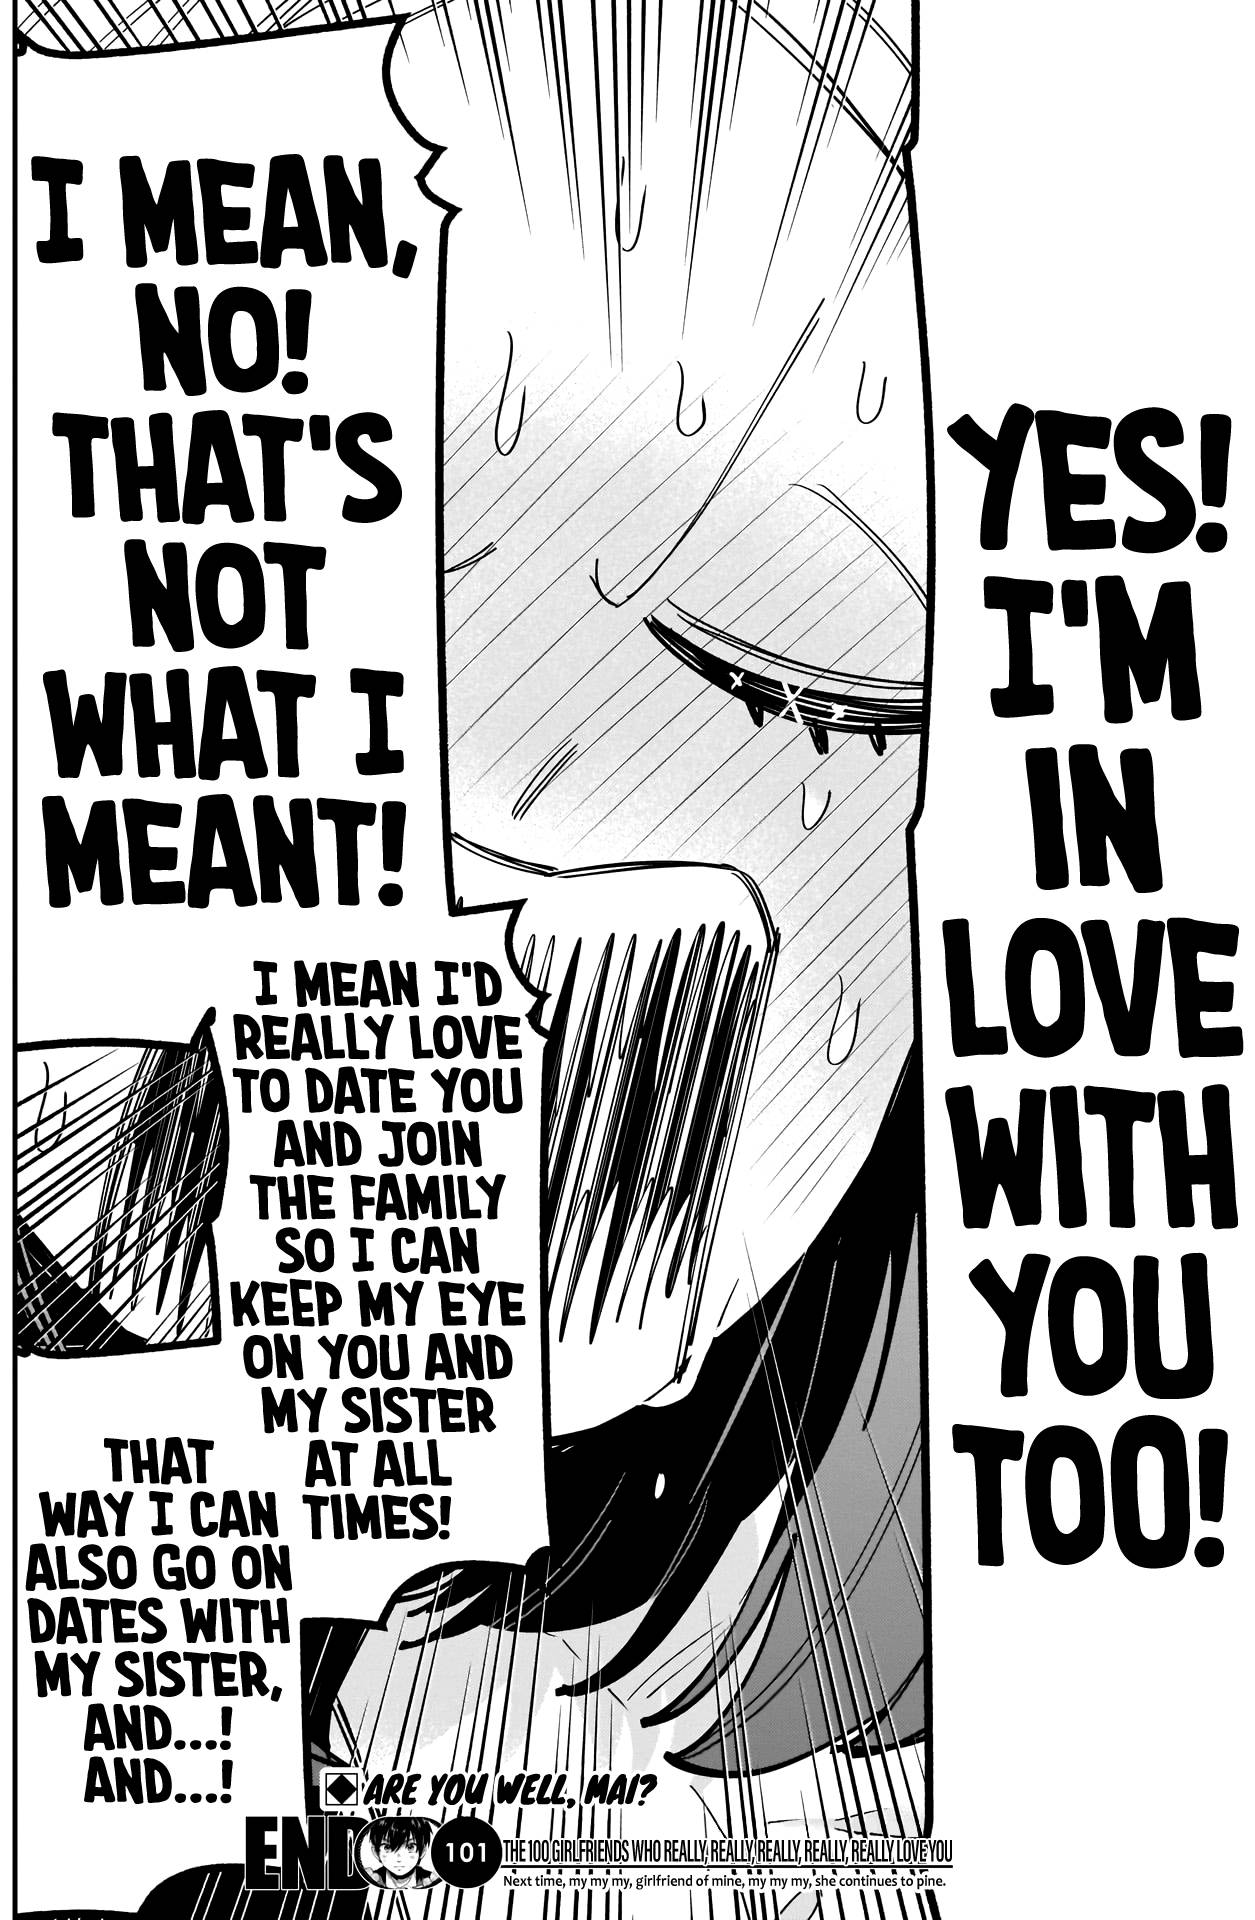 YES!
I'M
IN
LOVE
WITH
YOU
TOO!
I MEAN,
NO!
THAT'S
NOT
WHAT I
MEANT!
I MEAN I'D
REALLY LOVE
TO DATE YOU
AND JOIN
THE FAMILY
SO I CAN
KEEP MY EYE
ON YOU AND
MY SISTER
AT ALL
TIMES!
THAT
WAY I CAN
ALSO GO ON
DATES WITH
MY SISTER,
AND...!
AND...!
ARE YOU WELL, MAI?
END
101
THE 100 GIRLFRIENDS WHO REALLY, REALLY, REALLY, REALLY, REALLY LOVE YOU
Next time, my my my, girlfriend of mine, my my my, she continues to pine.